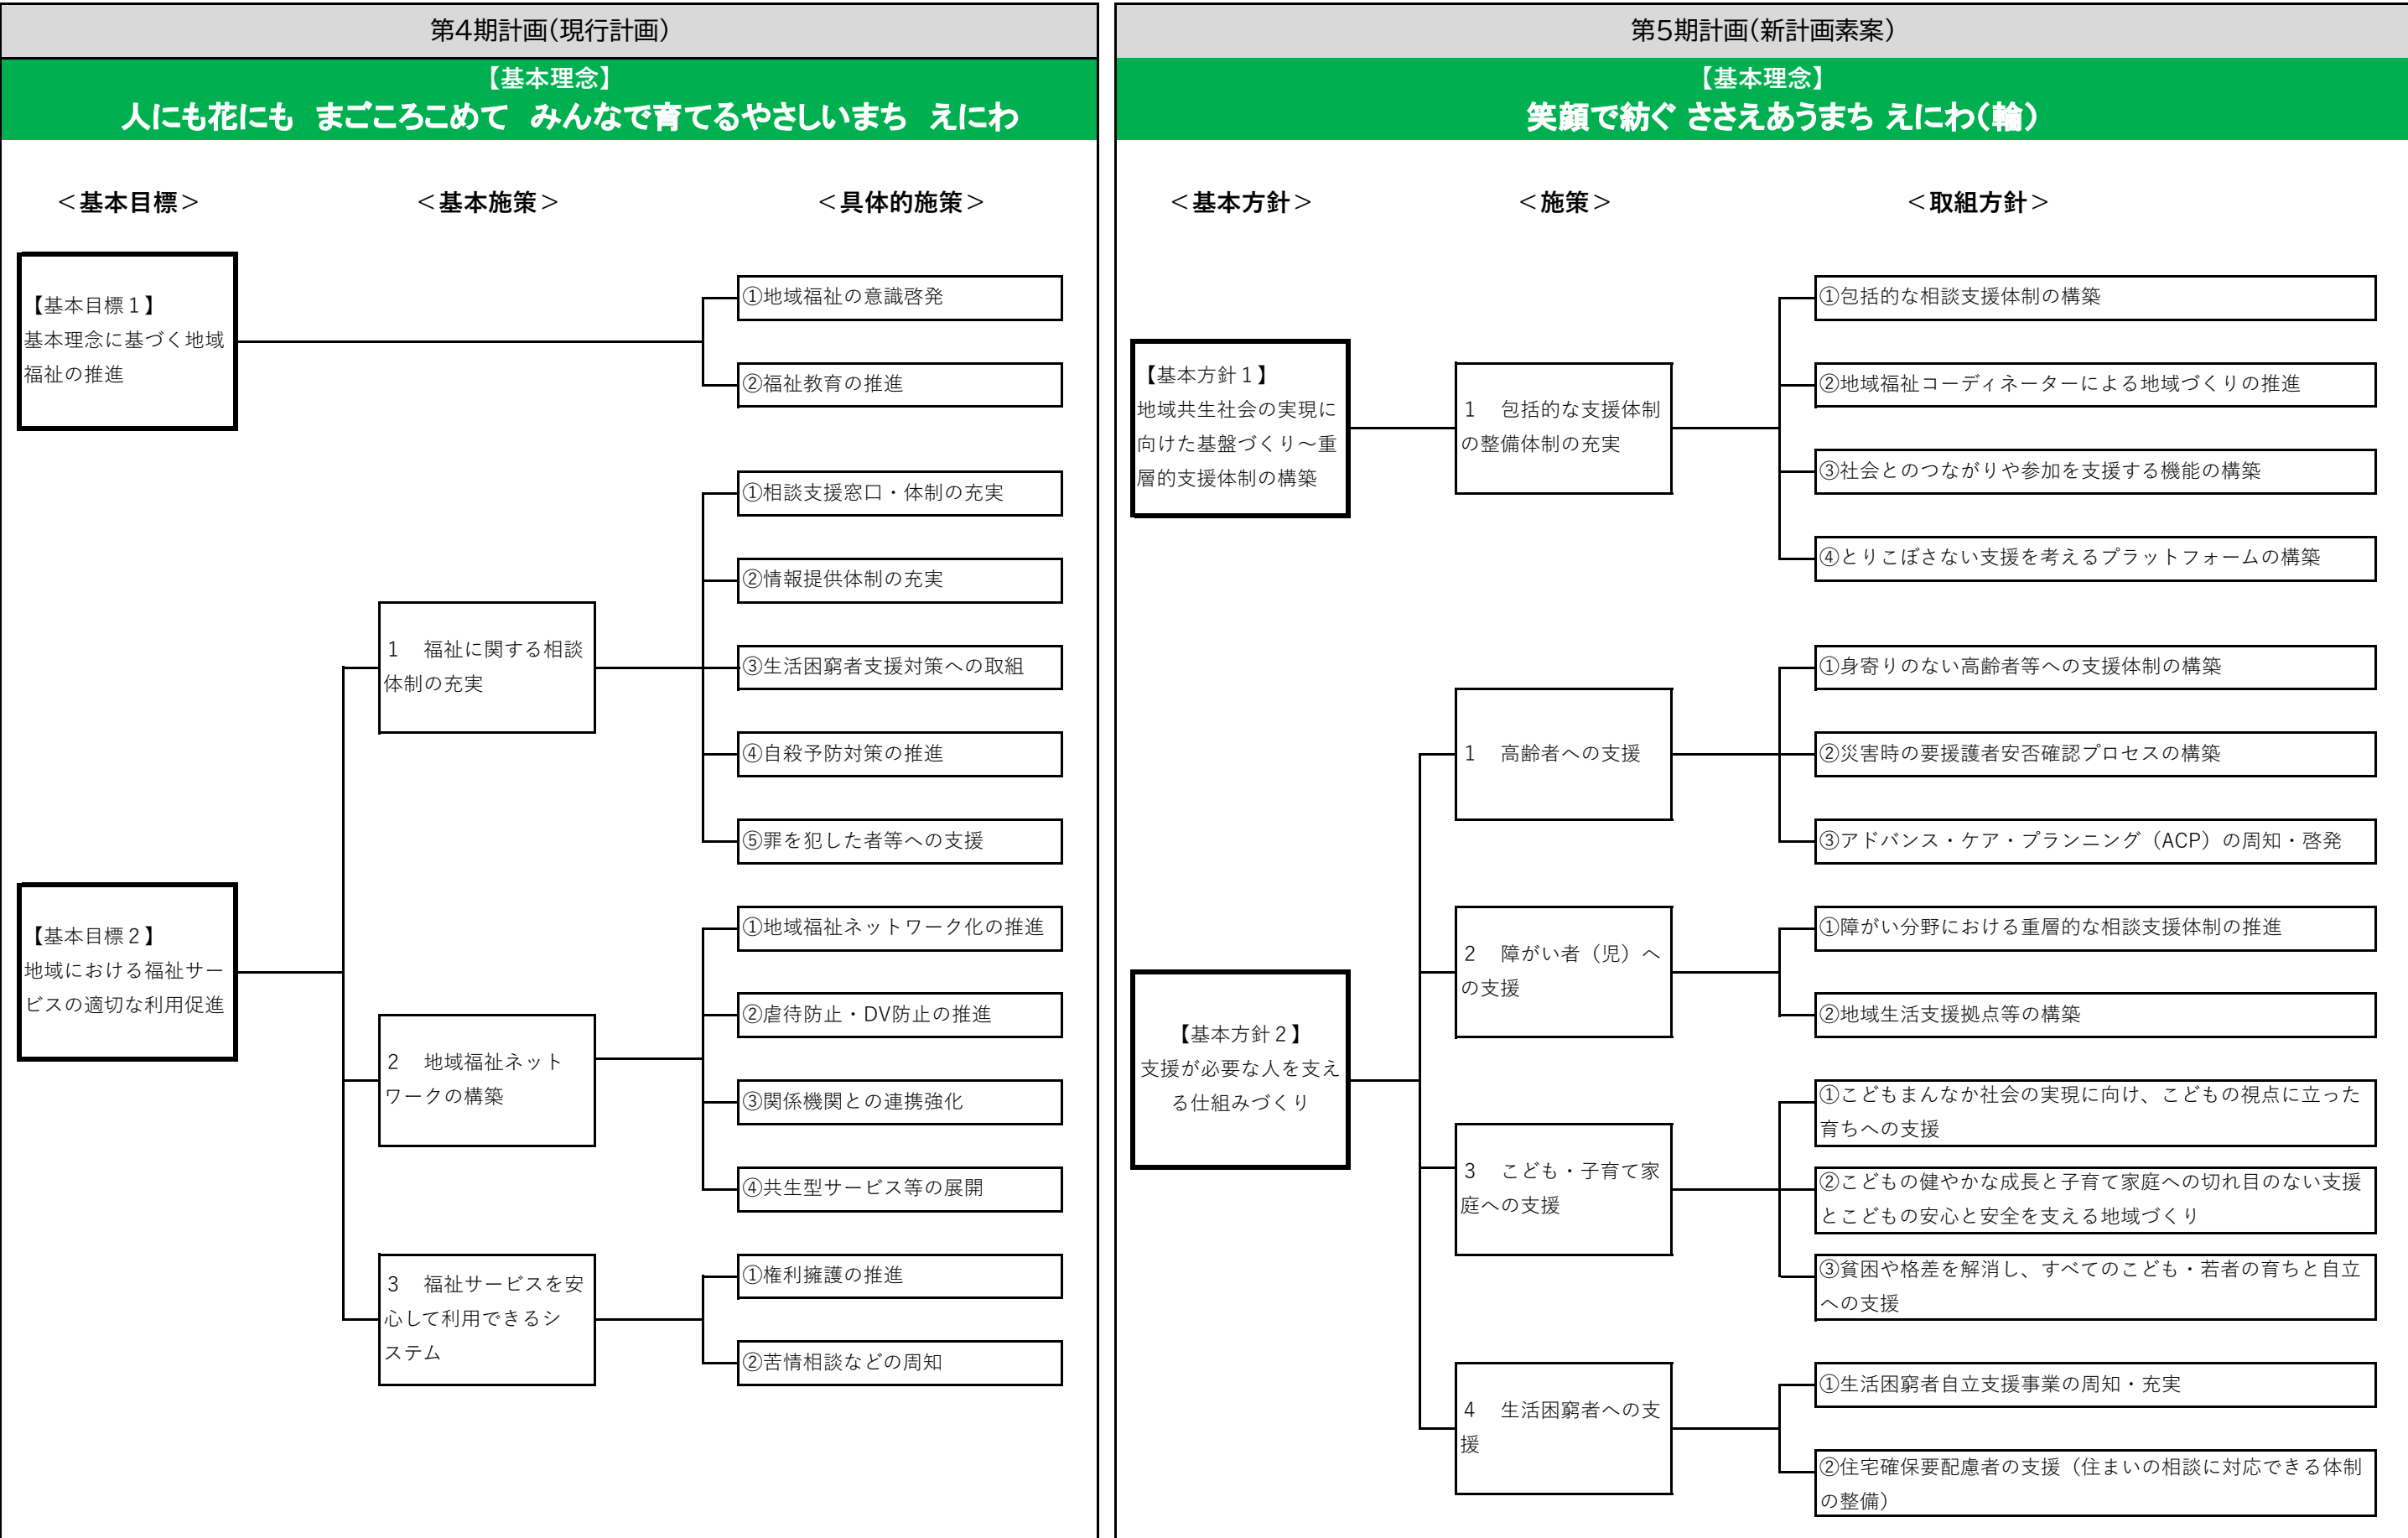 第4期計画(現行計画)
【基本理念】
人にも花にも　まごころこめて　みんなで育てるやさしいまち　えにわ
＜基本目標＞
＜基本施策＞
＜具体的施策＞
【基本目標１】
基本理念に基づく地域
福祉の推進
①地域福祉の意識啓発
②福祉教育の推進
【基本目標２】
地域における福祉サー
ビスの適切な利用促進
１　福祉に関する相談
体制の充実
①相談支援窓口・体制の充実
②情報提供体制の充実
③生活困窮者支援対策への取組
④自殺予防対策の推進
⑤罪を犯した者等への支援
２　地域福祉ネット
ワークの構築
①地域福祉ネットワーク化の推進
②虐待防止・DV防止の推進
③関係機関との連携強化
④共生型サービス等の展開
３　福祉サービスを安
心して利用できるシ
ステム
①権利擁護の推進
②苦情相談などの周知
第5期計画(新計画素案)
【基本理念】
笑顔で紡ぐ ささえあうまち えにわ(輪)
＜基本方針＞
＜施策＞
＜取組方針＞
【基本方針１】
地域共生社会の実現に
向けた基盤づくり～重
層的支援体制の構築
１　包括的な支援体制
の整備体制の充実
①包括的な相談支援体制の構築
②地域福祉コーディネーターによる地域づくりの推進
③社会とのつながりや参加を支援する機能の構築
④とりこぼさない支援を考えるプラットフォームの構築
【基本方針２】
支援が必要な人を支え
る仕組みづくり
１　高齢者への支援
①身寄りのない高齢者等への支援体制の構築
②災害時の要援護者安否確認プロセスの構築
③アドバンス・ケア・プランニング（ACP）の周知・啓発
２　障がい者（児）へ
の支援
①障がい分野における重層的な相談支援体制の推進
②地域生活支援拠点等の構築
３　こども・子育て家
庭への支援
①こどもまんなか社会の実現に向け、こどもの視点に立った
育ちへの支援
②こどもの健やかな成長と子育て家庭への切れ目のない支援
とこどもの安心と安全を支える地域づくり
③貧困や格差を解消し、すべてのこども・若者の育ちと自立
への支援
４　生活困窮者への支
援
①生活困窮者自立支援事業の周知・充実
②住宅確保要配慮者の支援（住まいの相談に対応できる体制
の整備）